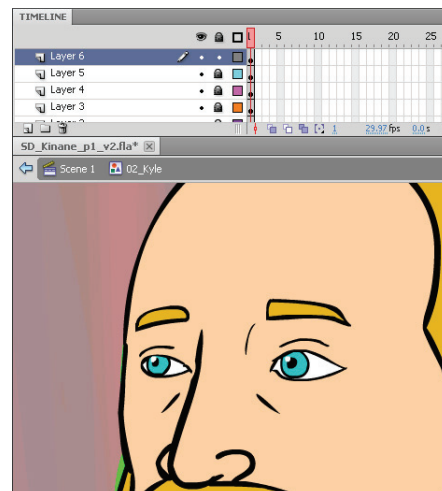 TIMELINE
1 5 10 15 20 25
Layer 6
Layer 5
Layer 4
Layer 3
1 29.97 fps 0.0 s
SD_Kinane_p1_v2.fla*
Scene 1 02_Kyle